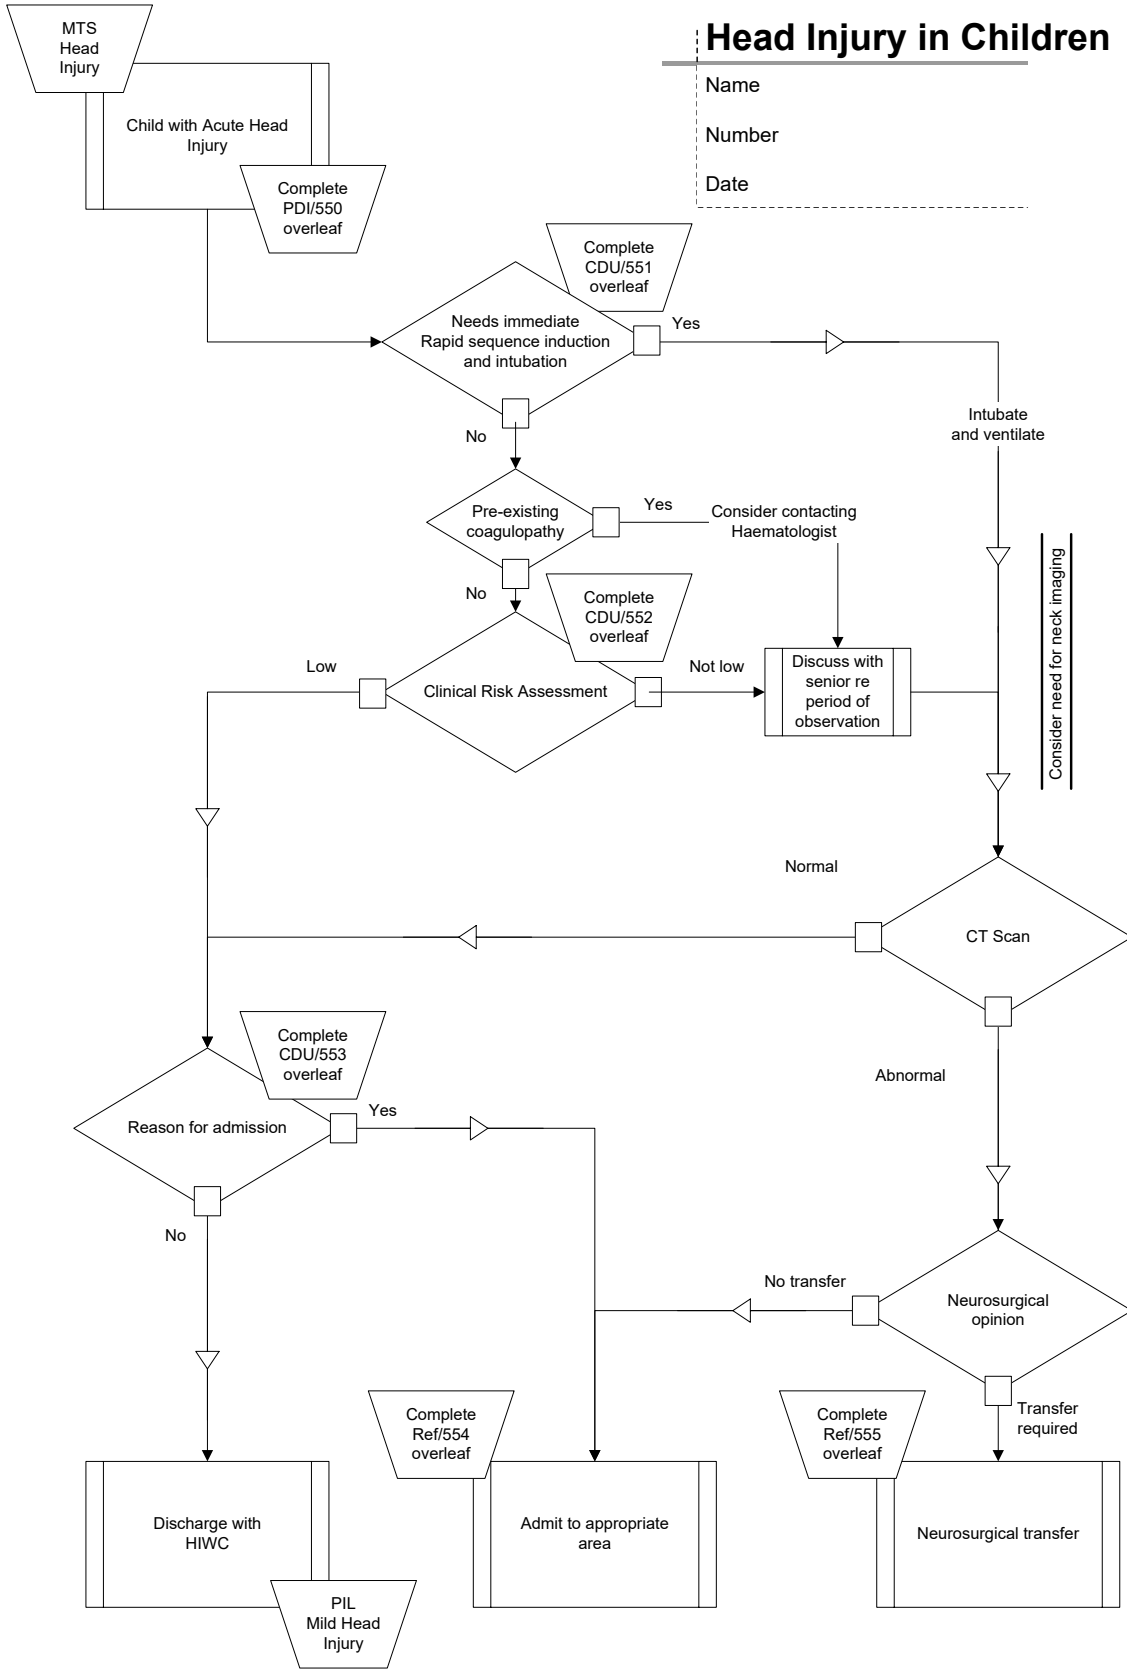 MTS
Head
Injury
Head Injury in Children
Name
Number
Date
Child with Acute Head
Injury
Complete
PDI/550
overleaf
Complete
CDU/551
overleaf
Needs immediate
Rapid sequence induction
and intubation
Yes
No
Intubate
and ventilate
Pre-existing
coagulopathy
Yes
Consider contacting
Haematologist
No
Complete
CDU/552
overleaf
Consider need for neck imaging
Low
Clinical Risk Assessment
Not low
Discuss with
senior re
period of
observation
Normal
CT Scan
Abnormal
Complete
CDU/553
overleaf
Reason for admission
Yes
No
No transfer
Neurosurgical
opinion
Transfer
required
Complete
Ref/554
overleaf
Complete
Ref/555
overleaf
Discharge with
HIWC
Admit to appropriate
area
Neurosurgical transfer
PIL
Mild Head
Injury